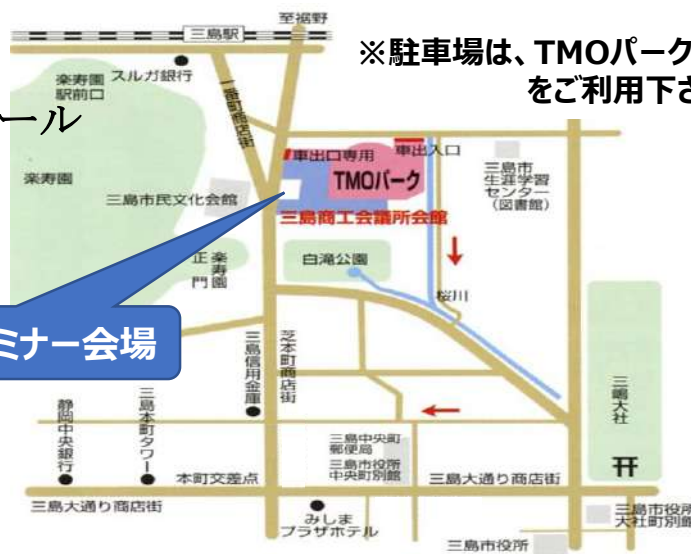 至裾野
三島駅
※駐車場は、TMOパーク
をご利用下さ
スルガ銀行
楽寿園
駅前口
ール
一番町商店街
車出口専用
車出入口
TMOパーク
楽寿園
三島市民文化会館
三島市
生涯学習
センター
(図書館)
三島商工会議所会館
楽寿園
正門
白滝公園
桜川
ミナー会場
三島信用金庫
芝本町商店街
三嶋大社
静岡中央銀行
三島本町タワー
三島中央町
郵便局
三島市役所
中央町別館
本町交差点
三島大通り商店街
三島大通り商店街
みしま
プラザホテル
三島市役所
大社町別館
三島市役所